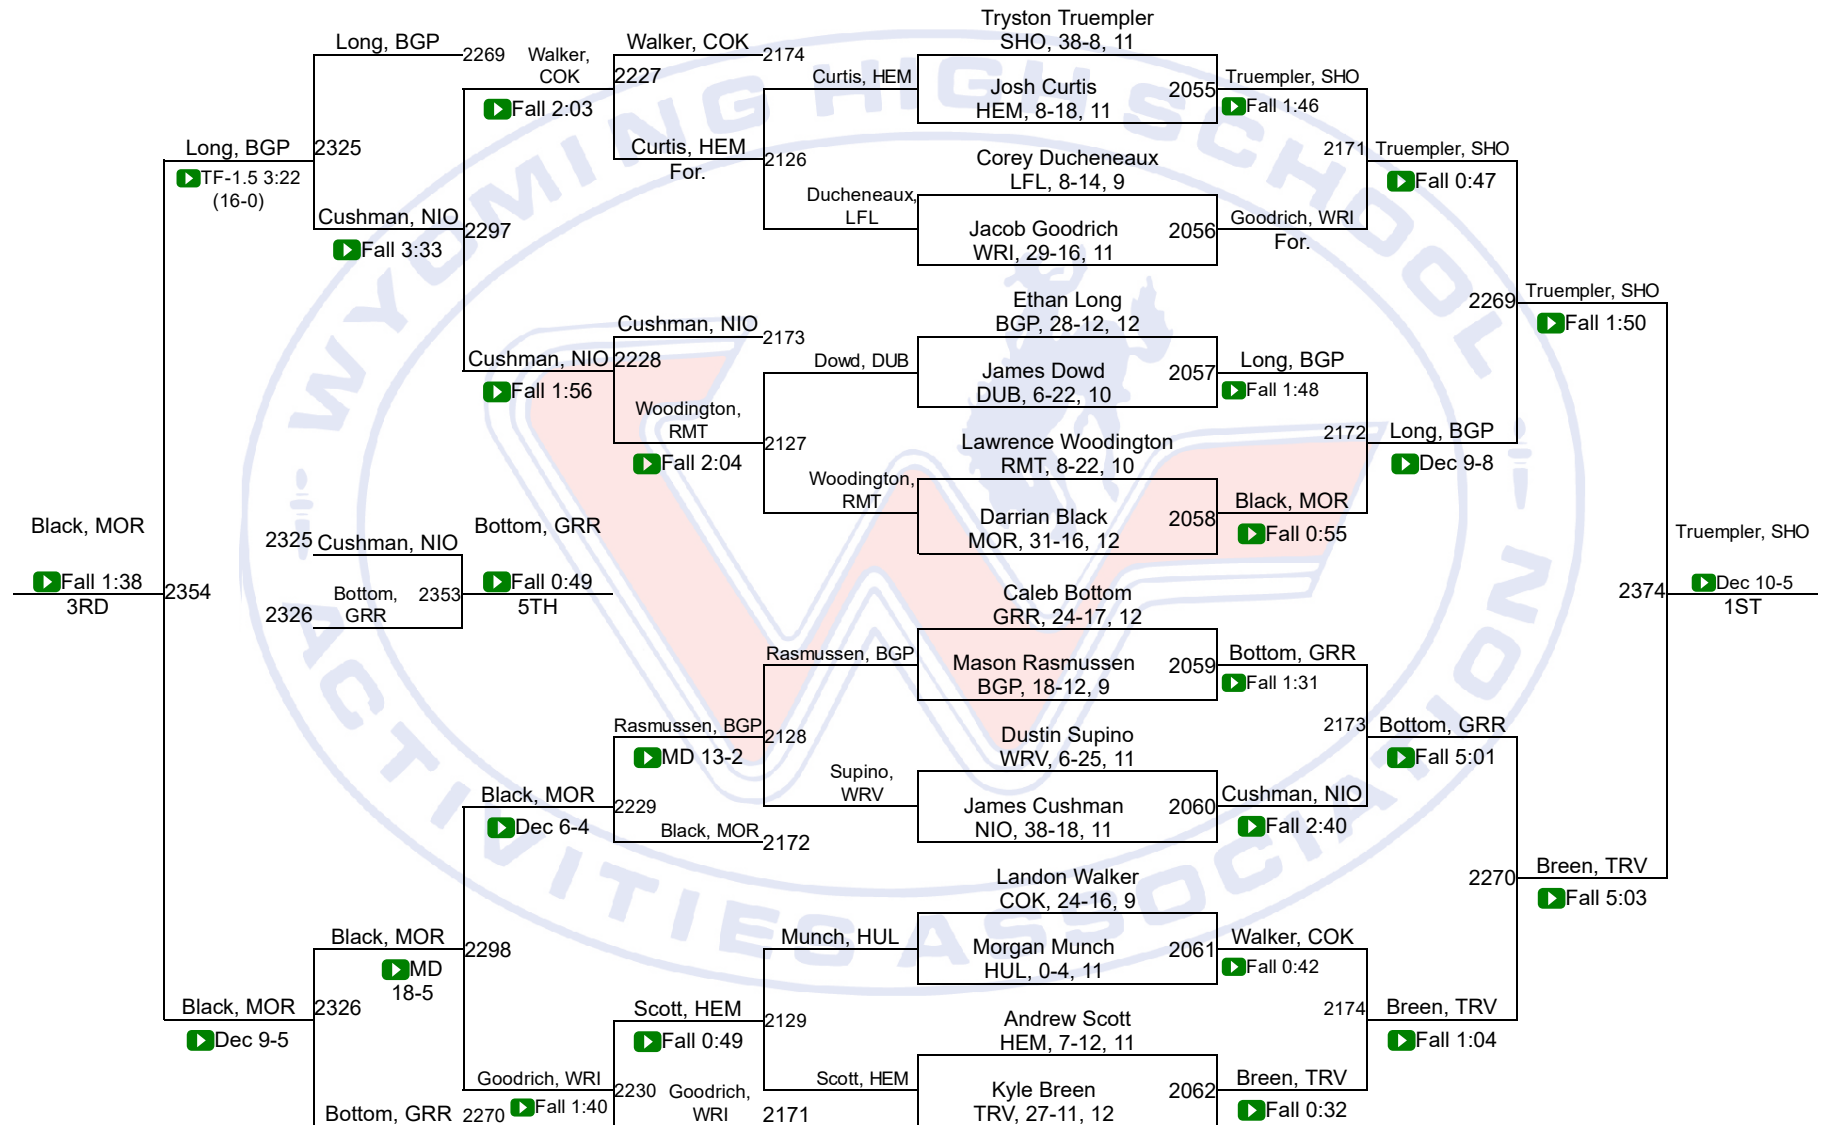 Tryston Truempler
SHO, 38-8, 11
Long, BGP
2269
Walker,
COK
Walker, COK
2174
2227
Curtis, HEM
Josh Curtis
HEM, 8-18, 11
2055
Truempler, SHO
Fall 1:46
Fall 2:03
Long, BGP
TF-1.5 3:22
(16-0)
2325
Curtis, HEM
For.
2126
Corey Ducheneaux
LFL, 8-14, 9
2171
Truempler, SHO
Fall 0:47
Ducheneaux,
LFL
Cushman, NIO
Fall 3:33
2297
Jacob Goodrich
WRI, 29-16, 11
2056
Goodrich, WRI
For.
Ethan Long
BGP, 28-12, 12
2269
Truempler, SHO
Fall 1:50
Cushman, NIO
2173
Cushman, NIO
2228
Fall 1:56
Dowd, DUB
James Dowd
DUB, 6-22, 10
2057
Long, BGP
Fall 1:48
Woodington,
RMT
Fall 2:04
2127
Lawrence Woodington
RMT, 8-22, 10
2172
Long, BGP
Dec 9-8
Woodington,
RMT
Darrian Black
MOR, 31-16, 12
2058
Black, MOR
Fall 0:55
Black, MOR
Fall 1:38
3RD
2354
2325
Cushman, NIO
Bottom, GRR
2326
Bottom,
GRR
2353
Fall 0:49
5TH
Truempler, SHO
2374
Dec 10-5
1ST
Caleb Bottom
GRR, 24-17, 12
Rasmussen, BGP
Mason Rasmussen
BGP, 18-12, 9
2059
Bottom, GRR
Fall 1:31
Rasmussen, BGP
MD 13-2
2128
Dustin Supino
WRV, 6-25, 11
2173
Bottom, GRR
Fall 5:01
Supino,
WRV
Black, MOR
Dec 6-4
2229
Black, MOR
2172
James Cushman
NIO, 38-18, 11
2060
Cushman, NIO
Fall 2:40
Landon Walker
COK, 24-16, 9
2270
Breen, TRV
Fall 5:03
Black, MOR
MD
18-5
2298
Munch, HUL
Morgan Munch
HUL, 0-4, 11
2061
Walker, COK
Fall 0:42
Black, MOR
Dec 9-5
2326
Scott, HEM
Fall 0:49
2129
Andrew Scott
HEM, 7-12, 11
2174
Breen, TRV
Fall 1:04
Goodrich, WRI
Fall 1:40
2230
Goodrich,
WRI
2171
Scott, HEM
Kyle Breen
TRV, 27-11, 12
2062
Breen, TRV
Fall 0:32
Bottom, GRR
2270
WYOMING HIGH SCHOOL
ACTIVITIES ASSOCIATION